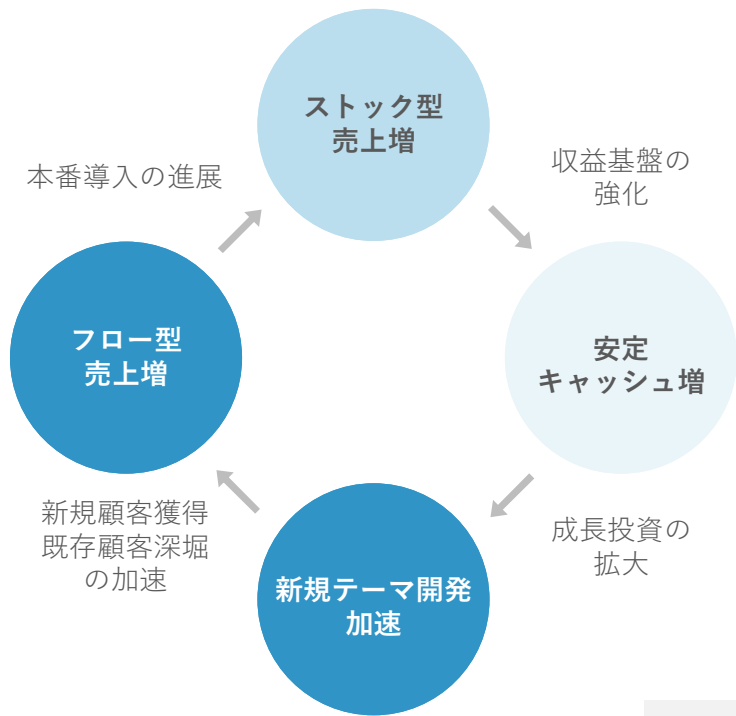 ストック型
売上増
本番導入の進展
収益基盤の
強化
フロー型
売上増
安定
キャッシュ増
新規顧客獲得
既存顧客深堀
の加速
成長投資の
拡大
新規テーマ開発
加速